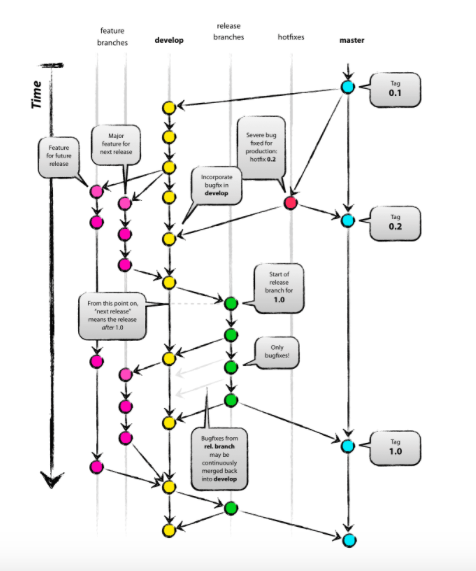 feature
branches
develop
release
branches
hotfixes
master
Time
Tag
0.1
Feature
for future
release
Major
feature for
next release
Severe bug
fixed for
production:
hotfix 0.2
Incorporate
bugfix in
develop
Tag
0.2
Start of
release
branch for
1.0
From this point on,
“next release”
means the release
after 1.0
Only
bugfixes!
Bugfixes from
rel. branch
may be
continuously
merged back
into develop
Tag
1.0